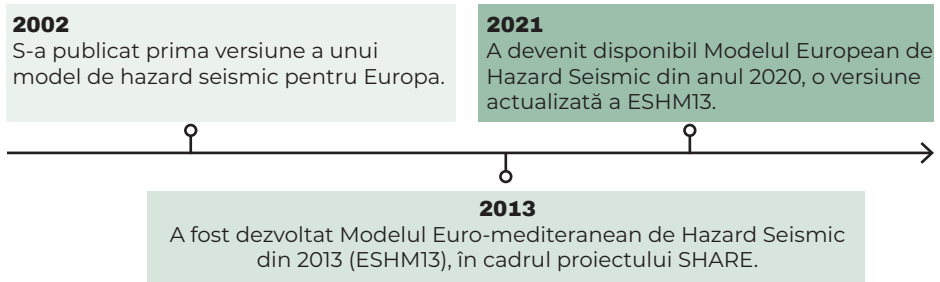 2002
S-a publicat prima versiune a unui
model de hazard seismic pentru Europa.
2021
A devenit disponibil Modelul European de
Hazard Seismic din anul 2020, o versiune
actualizată a ESHM13.
2013
A fost dezvoltat Modelul Euro-mediteranean de Hazard Seismic
din 2013 (ESHM13), în cadrul proiectului SHARE.